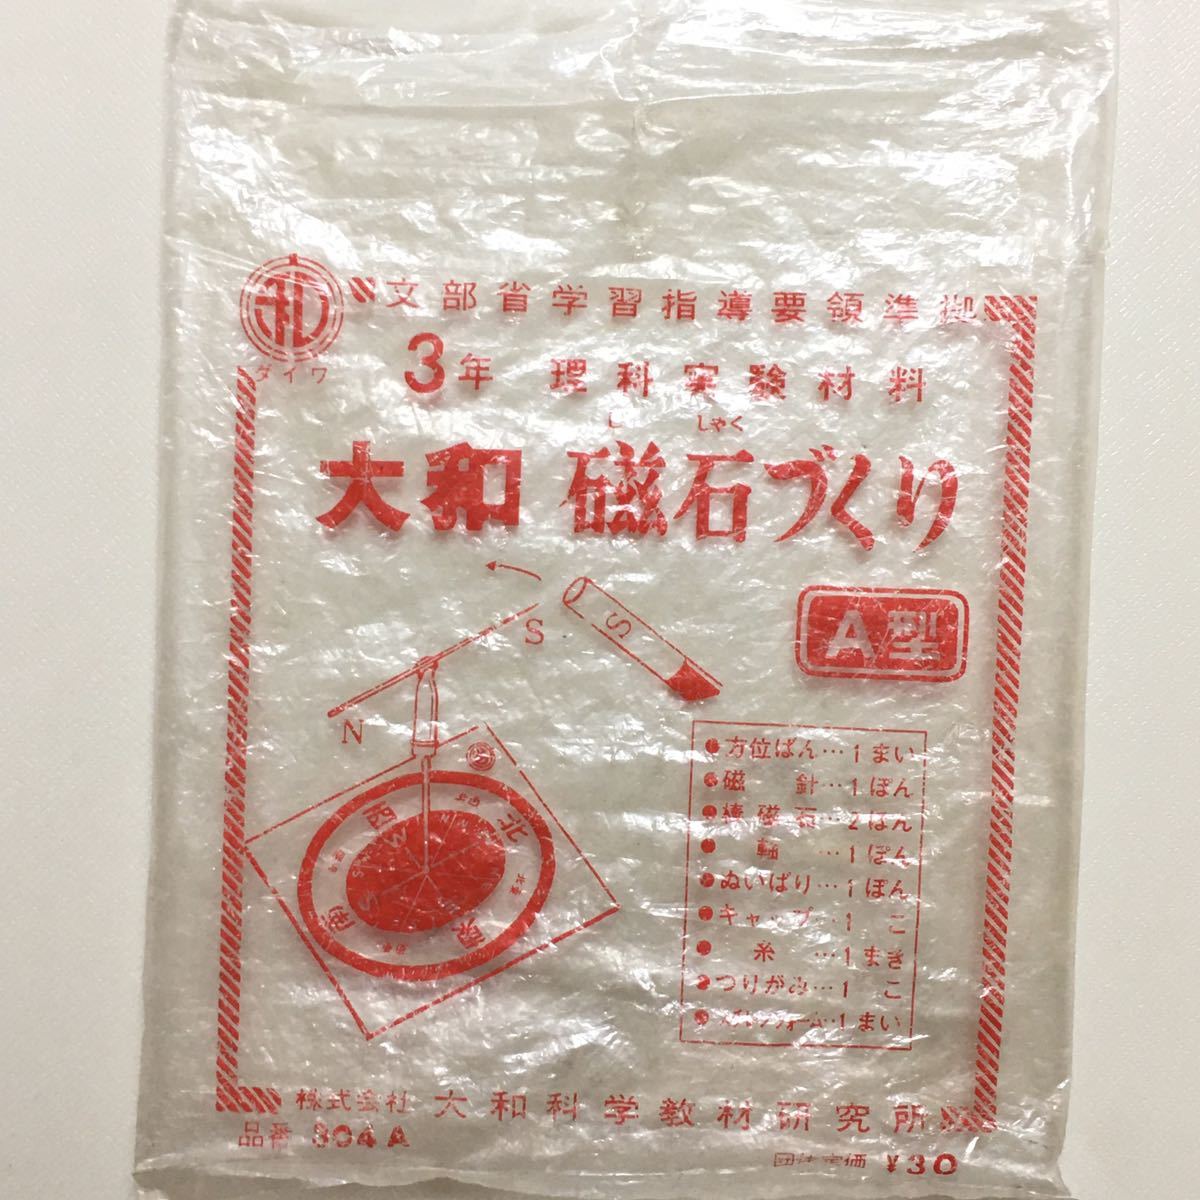 文部省学習指導要領準拠
ダイワ
3年 理科実験材料
じ しゃく
大和 磁石づくり
A型
S
S
N
●方位ばん…1まい
●磁針…1ぽん
●棒磁石…2ほん
●軸…1ぽん
●ぬいばり…1ぽん
●キャップ…1こ
●糸…1まき
●つりがみ…1こ
…1まい
北
西
W
南
S
東
株式会社 大和科学教材研究所
品番 304A
定価 ¥30